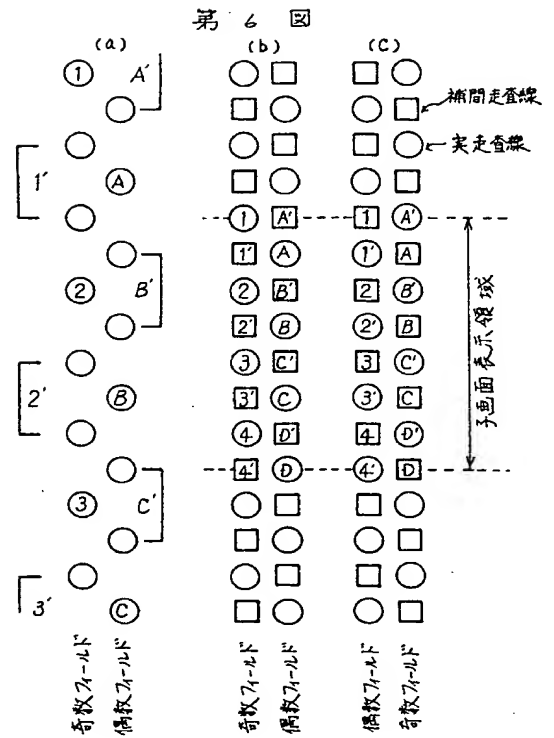 第 6 図
(a) (b) (c)
1 A'
補間走査線
実走査線
1' A
1 A' 1 A'
1' A 1' A
2 B' 2 B' 2 B'
2' B 2' B
3 C' 3 C'
2' B 3' C 3' C
4 D' 4 D'
4' D 4' D
3 C'
3' C
子画面表示領域
奇数フィールド
偶数フィールド
奇数フィールド
偶数フィールド
偶数フィールド
奇数フィールド